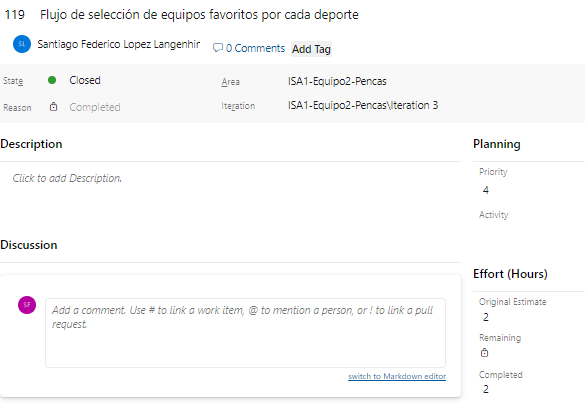 119 Flujo de selección de equipos favoritos por cada deporte
SL Santiago Federico Lopez Langenhir 0 Comments Add Tag
State Closed Area ISA1-Equipo2-Pencas
Reason Completed Iteration ISA1-Equipo2-Pencas\Iteration 3
Description
Click to add Description.
Planning
Priority
4
Activity
Discussion
SF
Add a comment. Use # to link a work item, @ to mention a person, or ! to link a pull
request.
switch to Markdown editor
Effort (Hours)
Original Estimate
2
Remaining
Completed
2